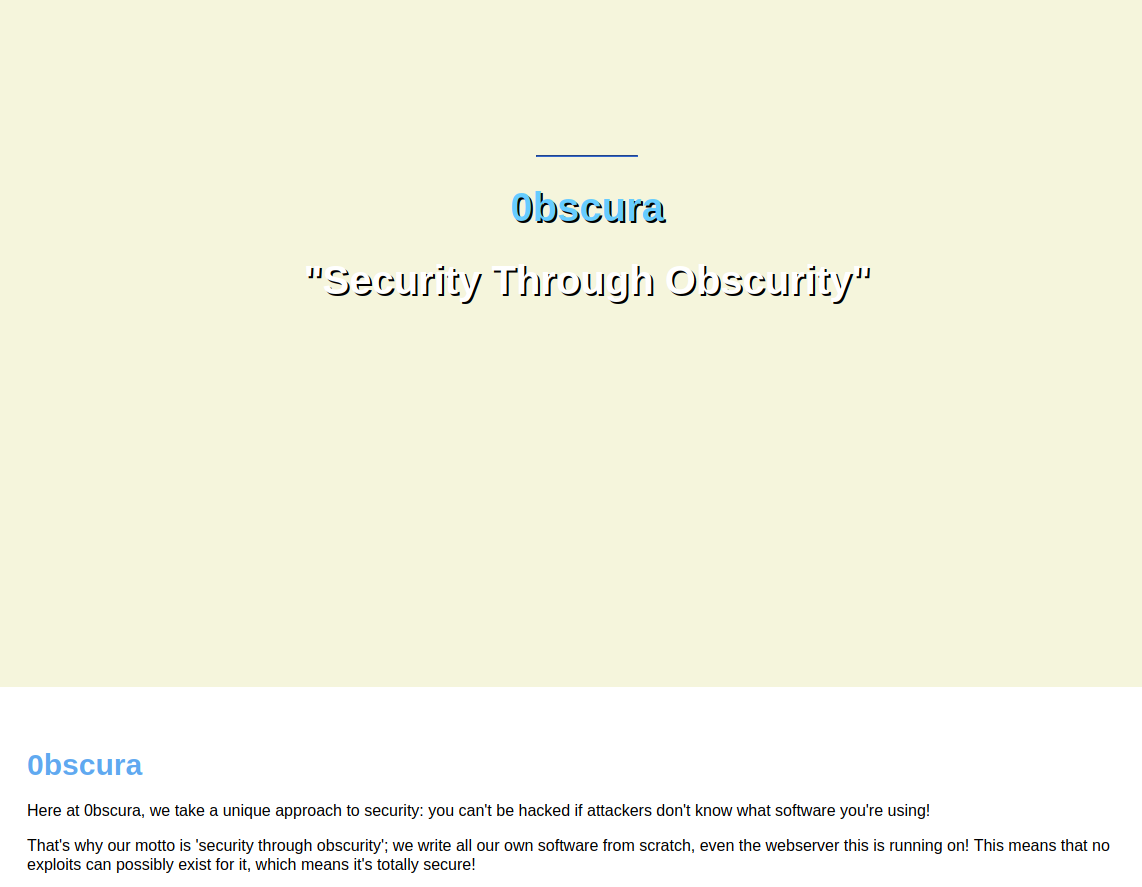 0bscura
"Security Through Obscurity"
0bscura
Here at 0bscura, we take a unique approach to security: you can't be hacked if attackers don't know what software you're using!
That's why our motto is 'security through obscurity'; we write all our own software from scratch, even the webserver this is running on! This means that no
exploits can possibly exist for it, which means it's totally secure!